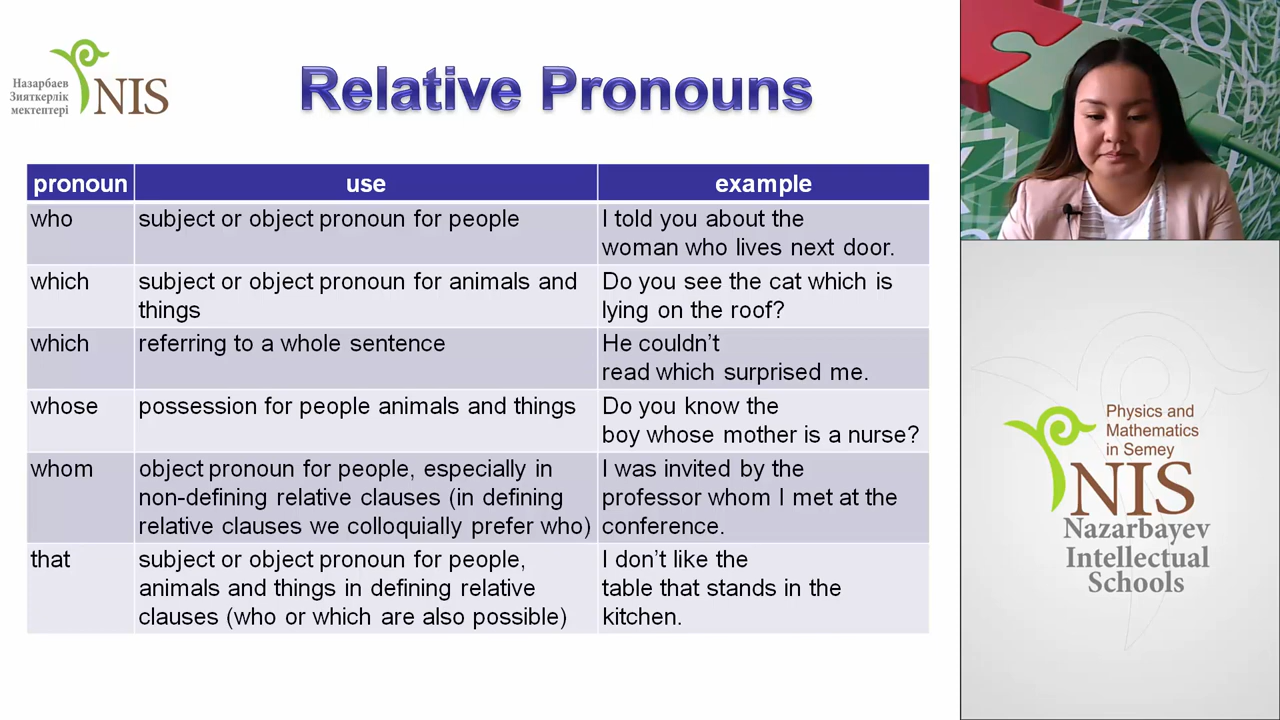 Назарбаев
Зияткерлік
мектептері
NIS
Relative Pronouns
pronoun
use
example
who
subject or object pronoun for people
I told you about the
woman who lives next door.
which
subject or object pronoun for animals and
things
Do you see the cat which is
lying on the roof?
which
referring to a whole sentence
He couldn’t
read which surprised me.
whose
possession for people animals and things
Do you know the
boy whose mother is a nurse?
whom
object pronoun for people, especially in
non-defining relative clauses (in defining
relative clauses we colloquially prefer who)
I was invited by the
professor whom I met at the
conference.
that
subject or object pronoun for people,
animals and things in defining relative
clauses (who or which are also possible)
I don’t like the
table that stands in the
kitchen.
Physics and
Mathematics
in Semey
NIS
Nazarbayev
Intellectual
Schools